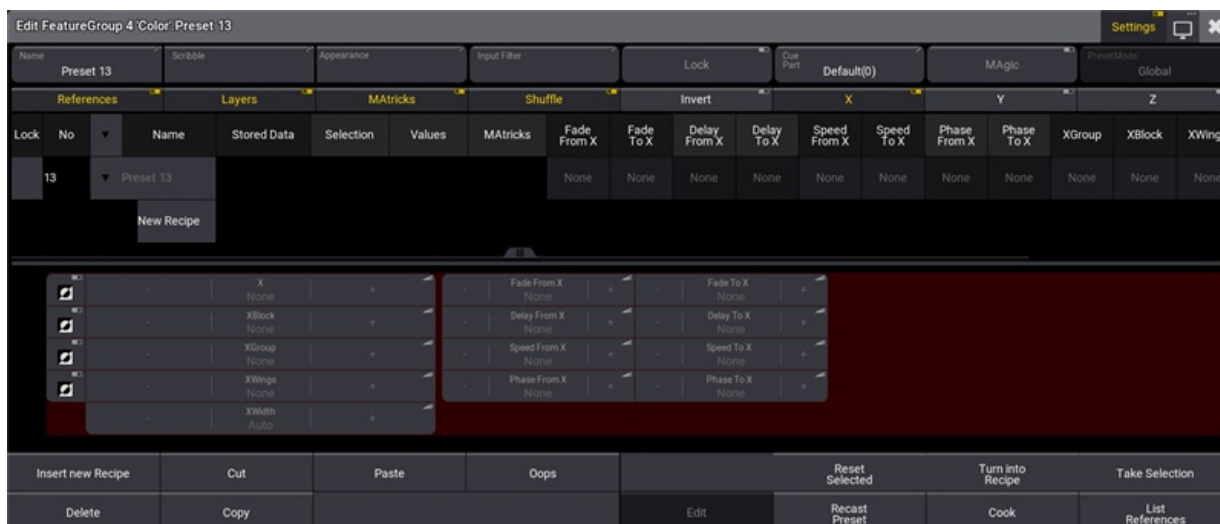 Edit FeatureGroup 4 'Color'.Preset 13
Settings
Name
Preset 13
Scribble
Appearance
Input Filter
Lock
Cue Part
Default(0)
MAgic
PresetMode
Global
References Layers MAtricks Shuffle Invert X Y Z
Lock No Name Stored Data Selection Values MAtricks Fade From X Fade To X Delay From X Delay To X Speed From X Speed To X Phase From X Phase To X XGroup XBlock XWings
13 Preset 13 None None None None None None None None None None None
New Recipe
X
- None +
Fade From X
- None +
Fade To X
- None +
XBlock
- None +
Delay From X
- None +
Delay To X
- None +
XGroup
- None +
Speed From X
- None +
Speed To X
- None +
XWings
- None +
Phase From X
- None +
Phase To X
- None +
XWidth
- Auto +
Insert new Recipe Cut Paste Oops Reset Selected Turn into Recipe Take Selection
Delete Copy Edit Recast Preset Cook List References